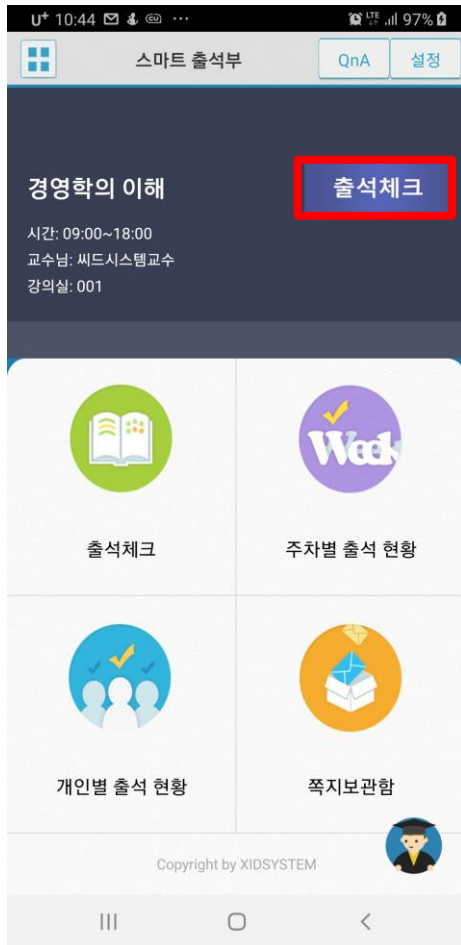 U+ 10:44 97%
스마트 출석부 QnA 설정
경영학의 이해 출석체크
시간: 09:00~18:00
교수님: 씨드시스템교수
강의실: 001
Week
출석체크 주차별 출석 현황
개인별 출석 현황 쪽지보관함
Copyright by XIDSYSTEM